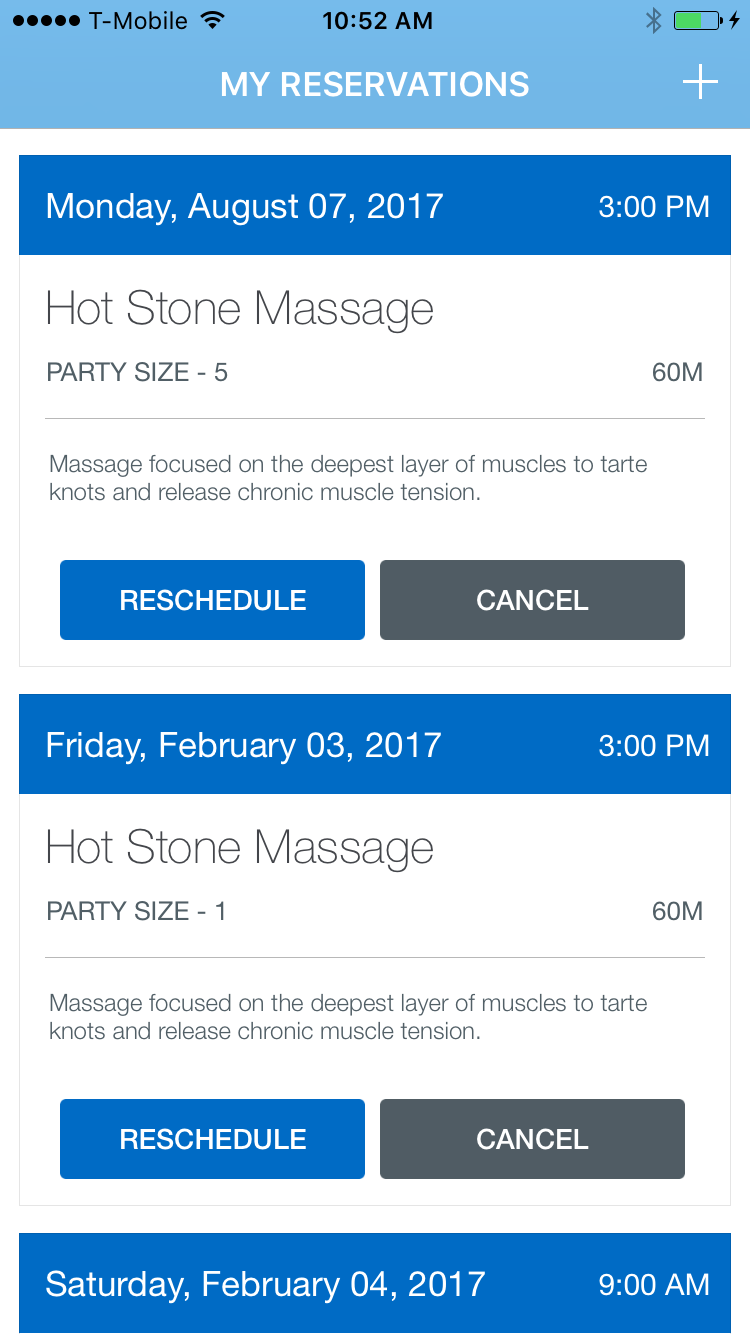 T-Mobile 10:52 AM
MY RESERVATIONS
Monday, August 07, 2017 3:00 PM
Hot Stone Massage
PARTY SIZE - 5 60M
Massage focused on the deepest layer of muscles to tarte
knots and release chronic muscle tension.
RESCHEDULE CANCEL
Friday, February 03, 2017 3:00 PM
Hot Stone Massage
PARTY SIZE - 1 60M
Massage focused on the deepest layer of muscles to tarte
knots and release chronic muscle tension.
RESCHEDULE CANCEL
Saturday, February 04, 2017 9:00 AM